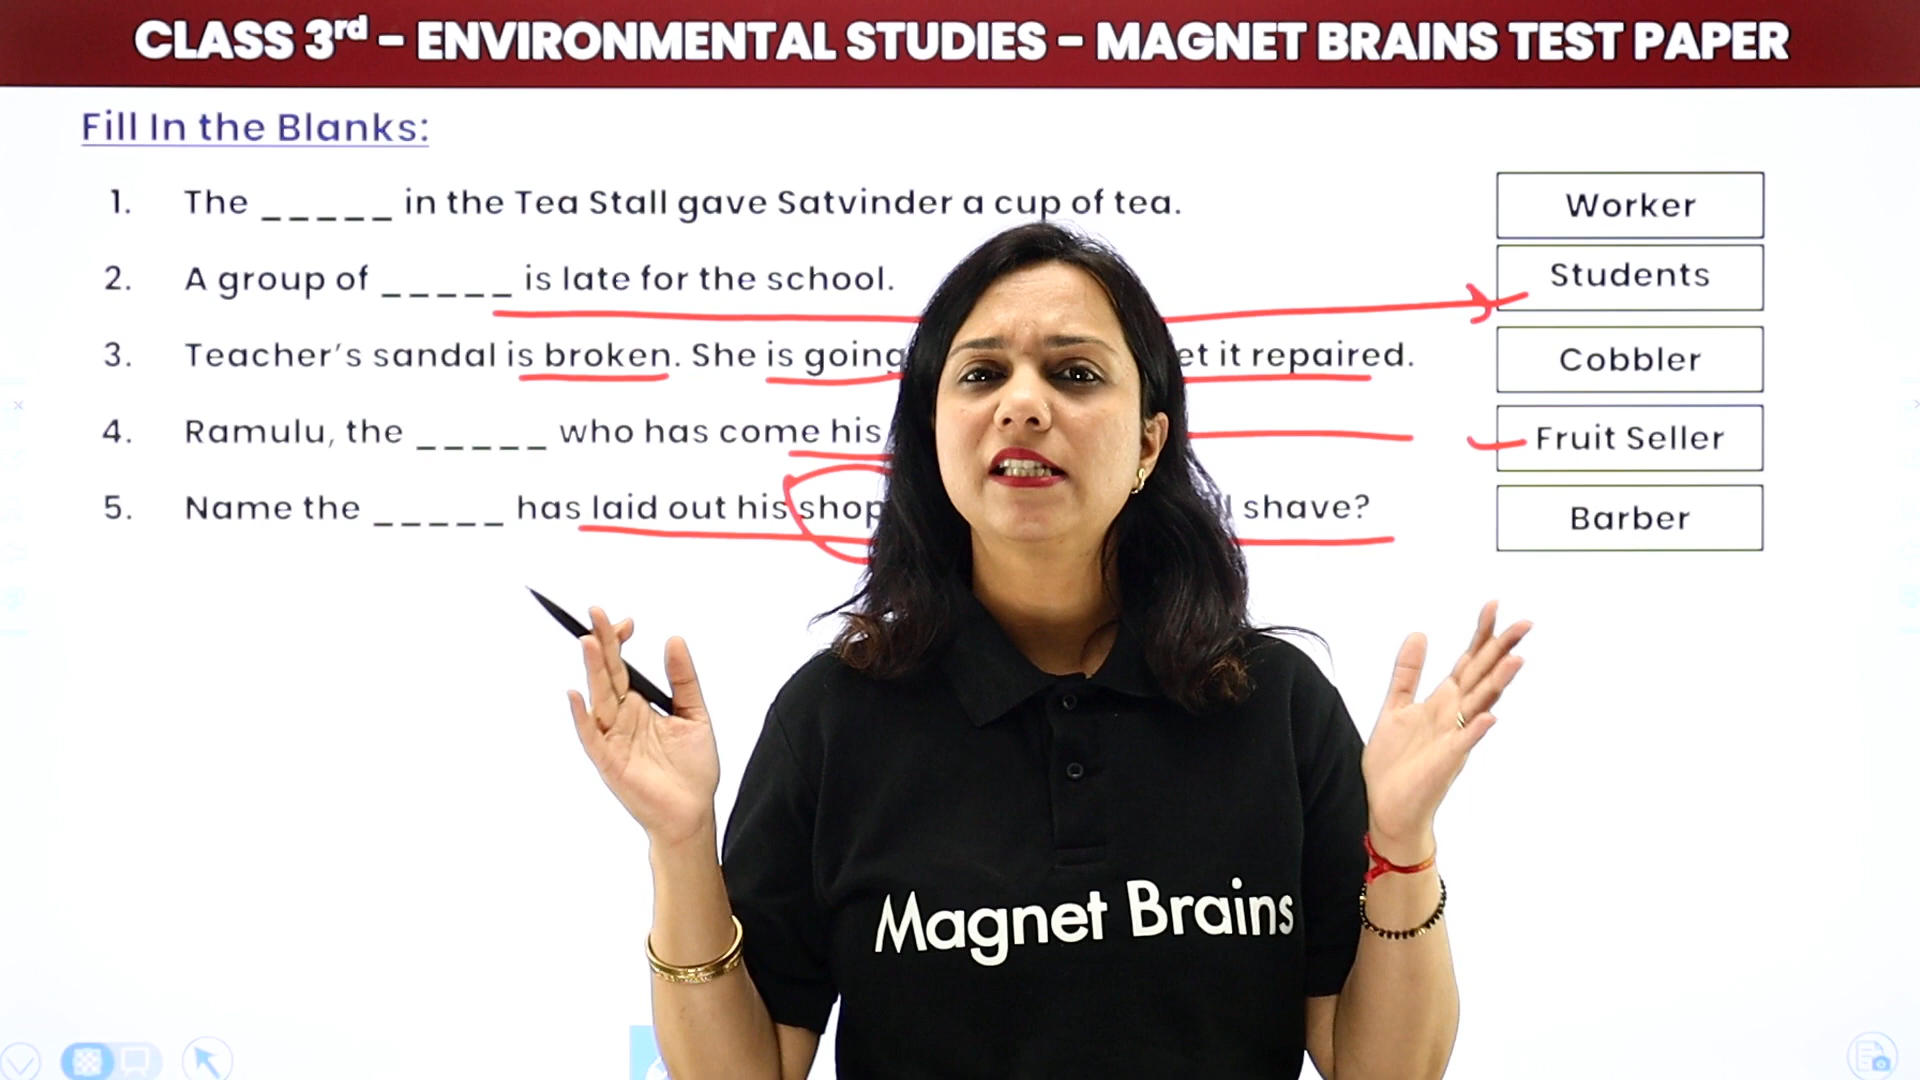 CLASS 3rd - ENVIRONMENTAL STUDIES - MAGNET BRAINS TEST PAPER
Fill In the Blanks:
1. The _____ in the Tea Stall gave Satvinder a cup of tea.
Worker
2. A group of _____ is late for the school.
Students
3. Teacher's sandal is broken. She is going it repaired.
Cobbler
4. Ramulu, the _____ who has come his
Fruit Seller
5. Name the _____ has laid out his shop shave?
Barber
Magnet Brains